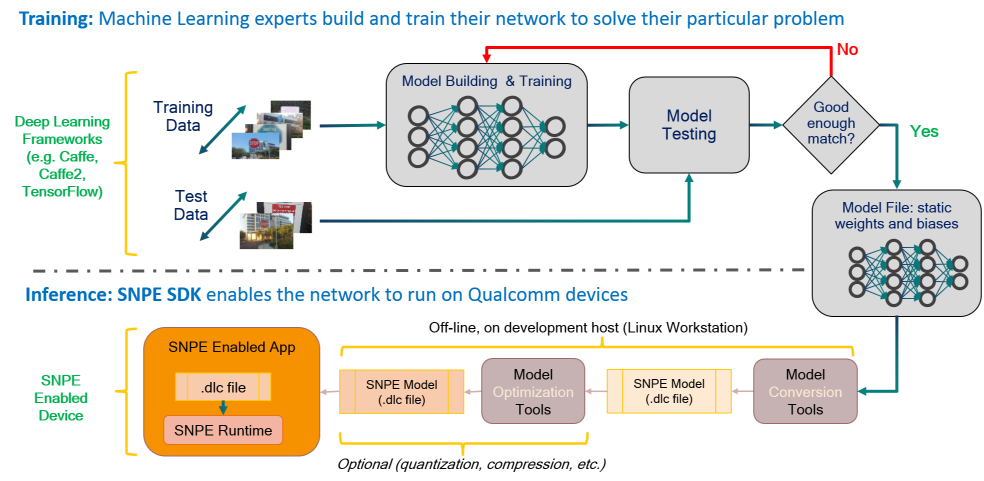 Training: Machine Learning experts build and train their network to solve their particular problem
No
Model Building & Training
Training
Data
Deep Learning
Frameworks
(e.g. Caffe,
Caffe2,
TensorFlow)
Model
Testing
Good
enough
match?
Yes
Test
Data
Model File: static
weights and biases
Inference: SNPE SDK enables the network to run on Qualcomm devices
Off-line, on development host (Linux Workstation)
SNPE
Enabled
Device
SNPE Enabled App
.dlc file
SNPE Runtime
SNPE Model
(.dlc file)
Model
Optimization
Tools
SNPE Model
(.dlc file)
Model
Conversion
Tools
Optional (quantization, compression, etc.)